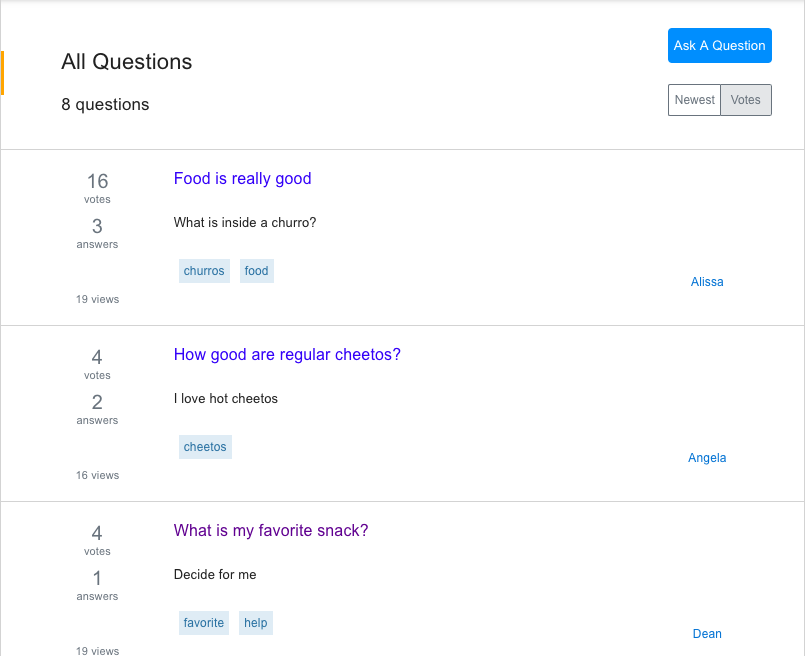 All Questions
Ask A Question
8 questions
Newest Votes
16
votes
3
answers
19 views
Food is really good
What is inside a churro?
churros food
Alissa
4
votes
2
answers
16 views
How good are regular cheetos?
I love hot cheetos
cheetos
Angela
4
votes
1
answers
19 views
What is my favorite snack?
Decide for me
favorite help
Dean